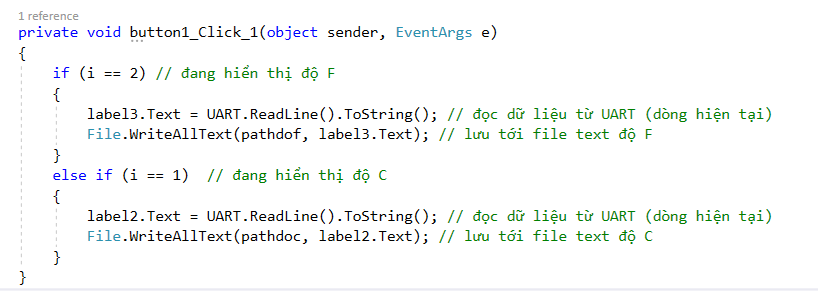 1 reference
private void button1_Click_1(object sender, EventArgs e)
{
    if (i == 2) // đang hiển thị độ F
    {
        label3.Text = UART.ReadLine().ToString(); // đọc dữ liệu từ UART (dòng hiện tại)
        File.WriteAllText(pathdof, label3.Text); // lưu tới file text độ F
    }
    else if (i == 1)  // đang hiển thị độ C
    {
        label2.Text = UART.ReadLine().ToString(); // đọc dữ liệu từ UART (dòng hiện tại)
        File.WriteAllText(pathdoc, label2.Text); // lưu tới file text độ C
    }
}